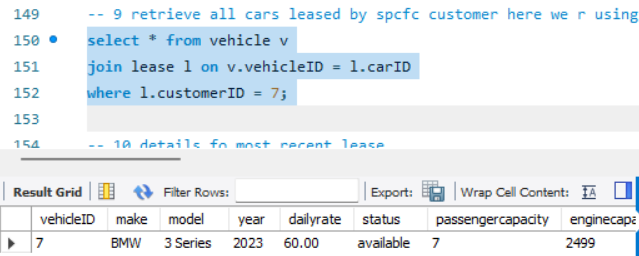 149 -- 9 retrieve all cars leased by spcfc customer here we r using
150 select * from vehicle v
151 join lease l on v.vehicleID = l.carID
152 where l.customerID = 7;
153
154 -- 10 details fo most recent lease
Result Grid Filter Rows: Export: Wrap Cell Content:
vehicleID make model year dailyrate status passengercapacity enginecapa
7 BMW 3 Series 2023 60.00 available 7 2499